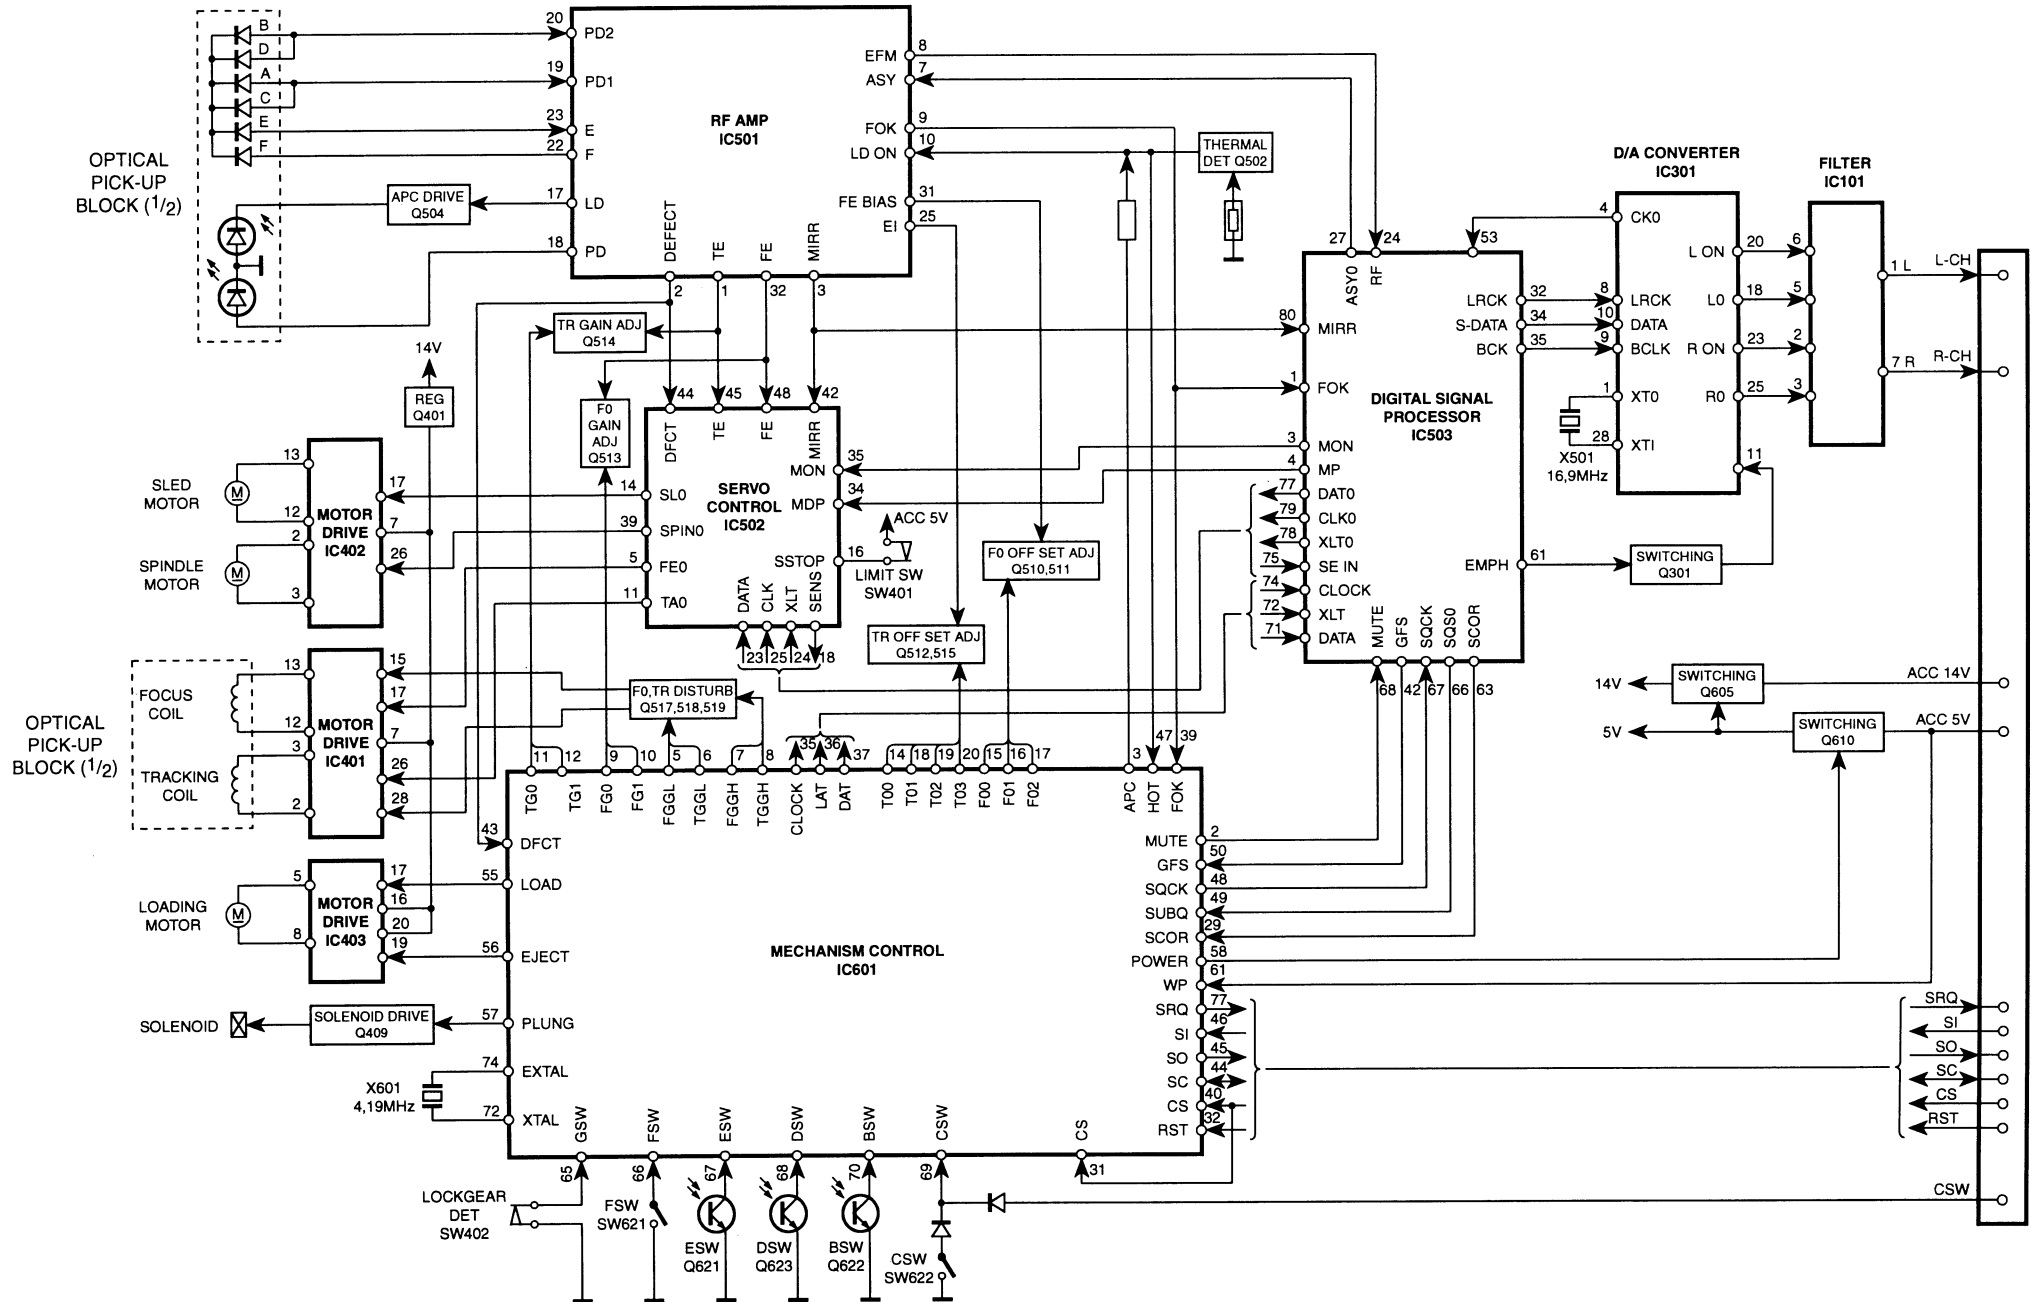 OPTICAL
PICK-UP
BLOCK (1/2)
B
D
A
C
E
F
20
19
23
22
17
18
PD2
PD1
E
F
LD
PD
APC DRIVE
Q504
RF AMP
IC501
EFM
ASY
FOK
LD ON
FE BIAS
EI
8
7
9
10
31
25
DEFECT
TE
FE
MIRR
2
1
32
3
THERMAL
DET Q502
TR GAIN ADJ
Q514
F0
GAIN
ADJ
Q513
14V
REG
Q401
44
45
48
42
DFCT
TE
FE
MIRR
SERVO
CONTROL
IC502
MON
MDP
SSTOP
35
34
16
ACC 5V
LIMIT SW
SW401
14
39
5
11
SL0
SPIN0
FE0
TA0
DATA
CLK
XLT
SENS
23
25
24
18
SLED
MOTOR
SPINDLE
MOTOR
M
M
13
12
2
3
MOTOR
DRIVE
IC402
17
7
26
OPTICAL
PICK-UP
BLOCK (1/2)
FOCUS
COIL
TRACKING
COIL
13
12
3
2
MOTOR
DRIVE
IC401
15
17
7
26
28
F0,TR DISTURB
Q517,518,519
F0 OFF SET ADJ
Q510,511
TR OFF SET ADJ
Q512,515
LOADING
MOTOR
M
5
8
MOTOR
DRIVE
IC403
17
16
20
19
SOLENOID
SOLENOID DRIVE
Q409
X601
4,19MHz
27
24
53
ASY0
RF
80
1
3
4
77
79
78
75
74
72
71
MIRR
FOK
MON
MP
DAT0
CLK0
XLT0
SE IN
CLOCK
XLT
DATA
DIGITAL SIGNAL
PROCESSOR
IC503
LRCK
S-DATA
BCK
EMPH
32
34
35
61
MUTE
GFS
SQCK
SQS0
SCOR
68
42
67
66
63
D/A CONVERTER
IC301
4
8
10
9
1
28
CK0
LRCK
DATA
BCLK
XT0
XTI
L ON
L0
R ON
R0
20
18
23
25
11
X501
16,9MHz
SWITCHING
Q301
FILTER
IC101
6
5
2
3
1 L
7 R
L-CH
R-CH
14V
SWITCHING
Q605
ACC 14V
5V
SWITCHING
Q610
ACC 5V
11
12
9
10
5
6
7
8
35
36
37
14
18
19
20
15
16
17
3
47
39
TG0
TG1
FG0
FG1
FGGL
TGGL
FGGH
TGGH
CLOCK
LAT
DAT
T00
T01
T02
T03
F00
F01
F02
APC
HOT
FOK
43
55
56
57
74
72
DFCT
LOAD
EJECT
PLUNG
EXTAL
XTAL
MECHANISM CONTROL
IC601
MUTE
GFS
SQCK
SUBQ
SCOR
POWER
WP
SRQ
SI
SO
SC
CS
RST
2
50
48
49
29
58
61
77
46
45
44
40
32
SRQ
SI
SO
SC
CS
RST
CSW
GSW
FSW
ESW
DSW
BSW
CSW
CS
65
66
67
68
70
69
31
LOCKGEAR
DET
SW402
FSW
SW621
ESW
Q621
DSW
Q623
BSW
Q622
CSW
SW622